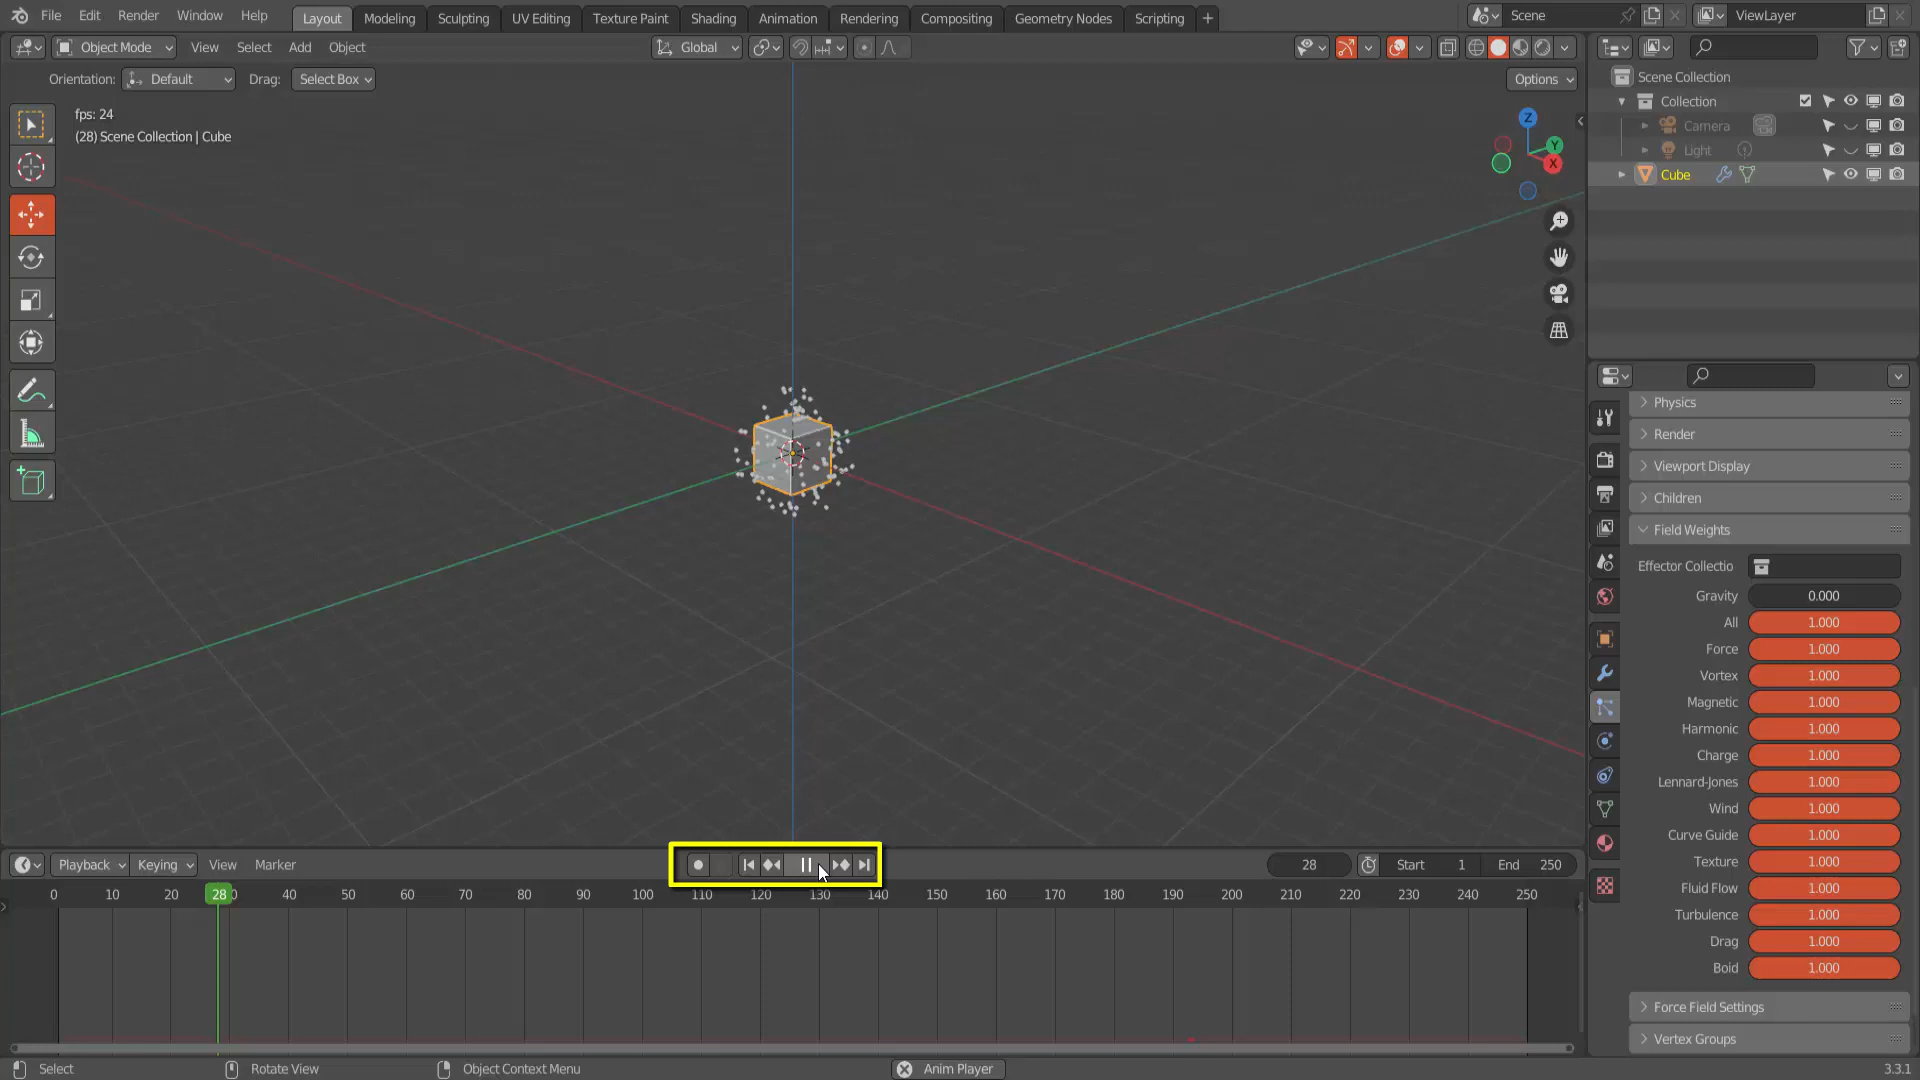 File Edit Render Window Help Layout Modeling Sculpting UV Editing Texture Paint Shading Animation Rendering Compositing Geometry Nodes Scripting + Scene ViewLayer
Object Mode View Select Add Object Global
Orientation: Default Drag: Select Box Options
fps: 24
(28) Scene Collection | Cube
Z
Y
X
Scene Collection
Collection
Camera
Light
Cube
Physics
Render
Viewport Display
Children
Field Weights
Effector Collectio
Gravity 0.000
All 1.000
Force 1.000
Vortex 1.000
Magnetic 1.000
Harmonic 1.000
Charge 1.000
Lennard-Jones 1.000
Wind 1.000
Curve Guide 1.000
Texture 1.000
Fluid Flow 1.000
Turbulence 1.000
Drag 1.000
Boid 1.000
Force Field Settings
Vertex Groups
Playback Keying View Marker 28 Start 1 End 250
0 10 20 28 40 50 60 70 80 90 100 110 120 130 140 150 160 170 180 190 200 210 220 230 240 250
Select Rotate View Object Context Menu Anim Player 3.3.1